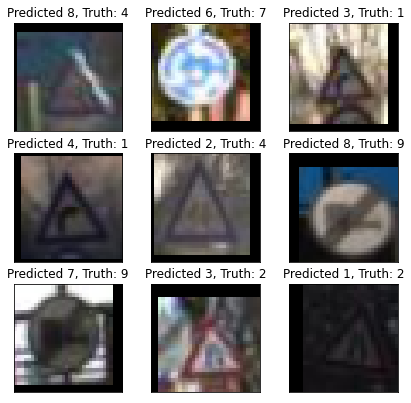 Predicted 8, Truth: 4
Predicted 6, Truth: 7
Predicted 3, Truth: 1
Predicted 4, Truth: 1
Predicted 2, Truth: 4
Predicted 8, Truth: 9
Predicted 7, Truth: 9
Predicted 3, Truth: 2
Predicted 1, Truth: 2